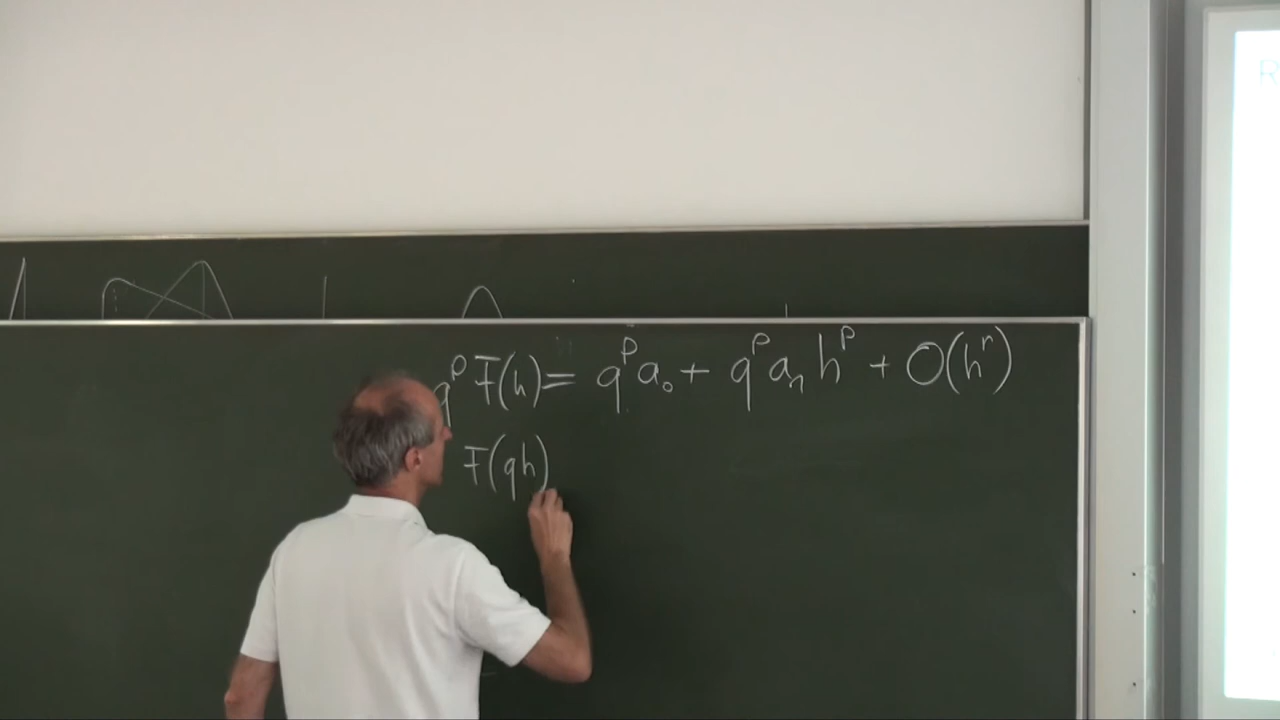 q^p F(h) = q^p a_0 + q^p a_1 h^p + O(h^r)
F(qh)
R